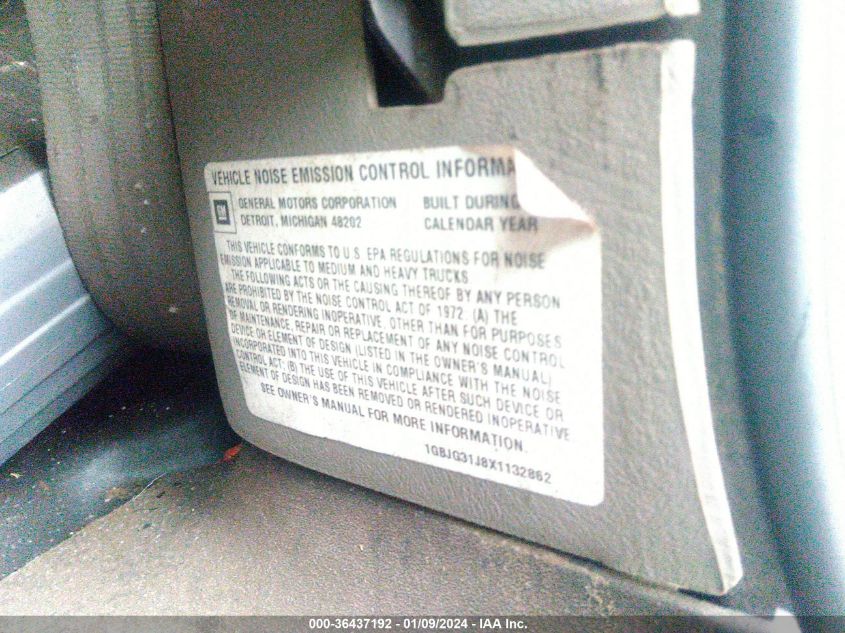 VEHICLE NOISE EMISSION CONTROL INFORMA
GM GENERAL MOTORS CORPORATION BUILT DURING
DETROIT, MICHIGAN 48202 CALENDAR YEAR
THIS VEHICLE CONFORMS TO U.S. EPA REGULATIONS FOR NOISE
EMISSION APPLICABLE TO MEDIUM AND HEAVY TRUCKS
THE FOLLOWING ACTS OR THE CAUSING THEREOF BY ANY PERSON
ARE PROHIBITED BY THE NOISE CONTROL ACT OF 1972. (A) THE
REMOVAL OR RENDERING INOPERATIVE, OTHER THAN FOR PURPOSES
OF MAINTENANCE, REPAIR OR REPLACEMENT OF ANY NOISE CONTROL
DEVICE OR ELEMENT OF DESIGN (LISTED IN THE OWNER'S MANUAL)
INCORPORATED INTO THIS VEHICLE IN COMPLIANCE WITH THE NOISE
CONTROL ACT; (B) THE USE OF THIS VEHICLE AFTER SUCH DEVICE OR
ELEMENT OF DESIGN HAS BEEN REMOVED OR RENDERED INOPERATIVE
SEE OWNER'S MANUAL FOR MORE INFORMATION.
1GBJG31J8X1132862
000-36437192 - 01/09/2024 - IAA Inc.